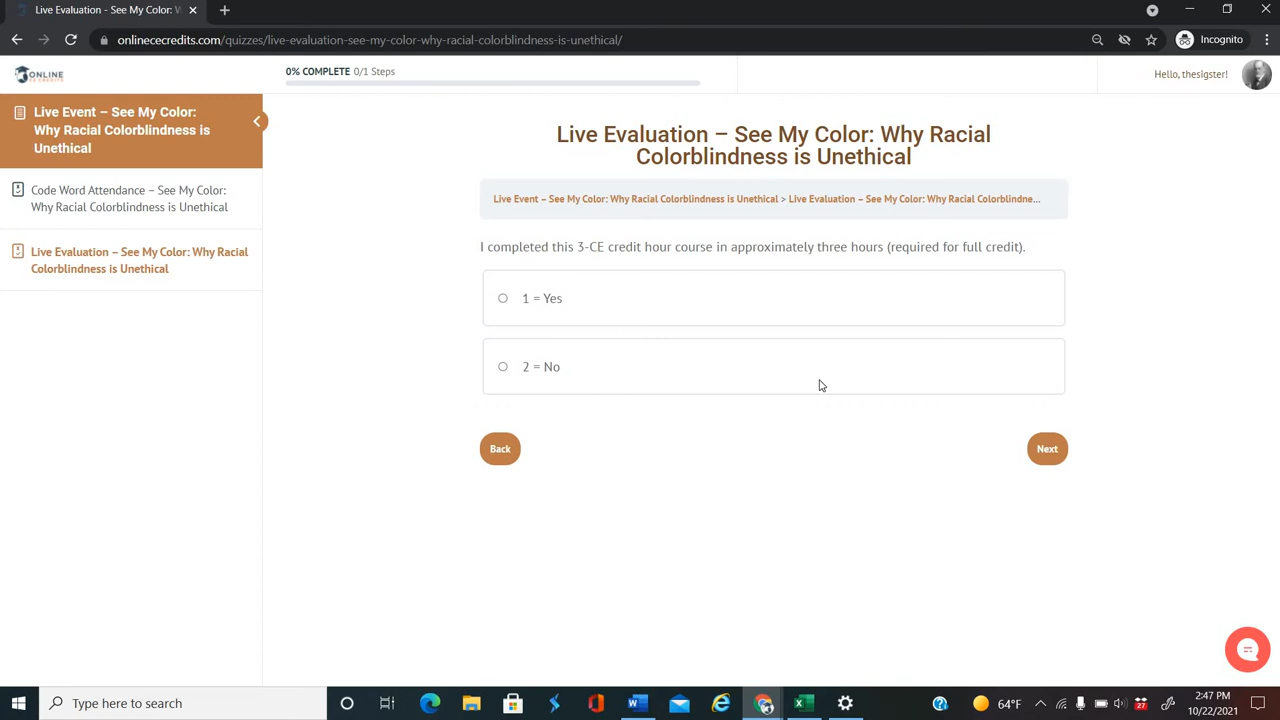 Live Evaluation - See My Color: W
onlinececredits.com/quizzes/live-evaluation-see-my-color-why-racial-colorblindness-is-unethical/
Incognito
ONLINE
CE CREDITS
0% COMPLETE 0/1 Steps
Hello, thesigster!
Live Event – See My Color:
Why Racial Colorblindness is
Unethical
Code Word Attendance – See My Color:
Why Racial Colorblindness is Unethical
Live Evaluation – See My Color: Why Racial
Colorblindness is Unethical
Live Evaluation – See My Color: Why Racial
Colorblindness is Unethical
Live Event – See My Color: Why Racial Colorblindness is Unethical > Live Evaluation – See My Color: Why Racial Colorblindne...
I completed this 3-CE credit hour course in approximately three hours (required for full credit).
1 = Yes
2 = No
Back
Next
Type here to search
64°F
2:47 PM
10/22/2021